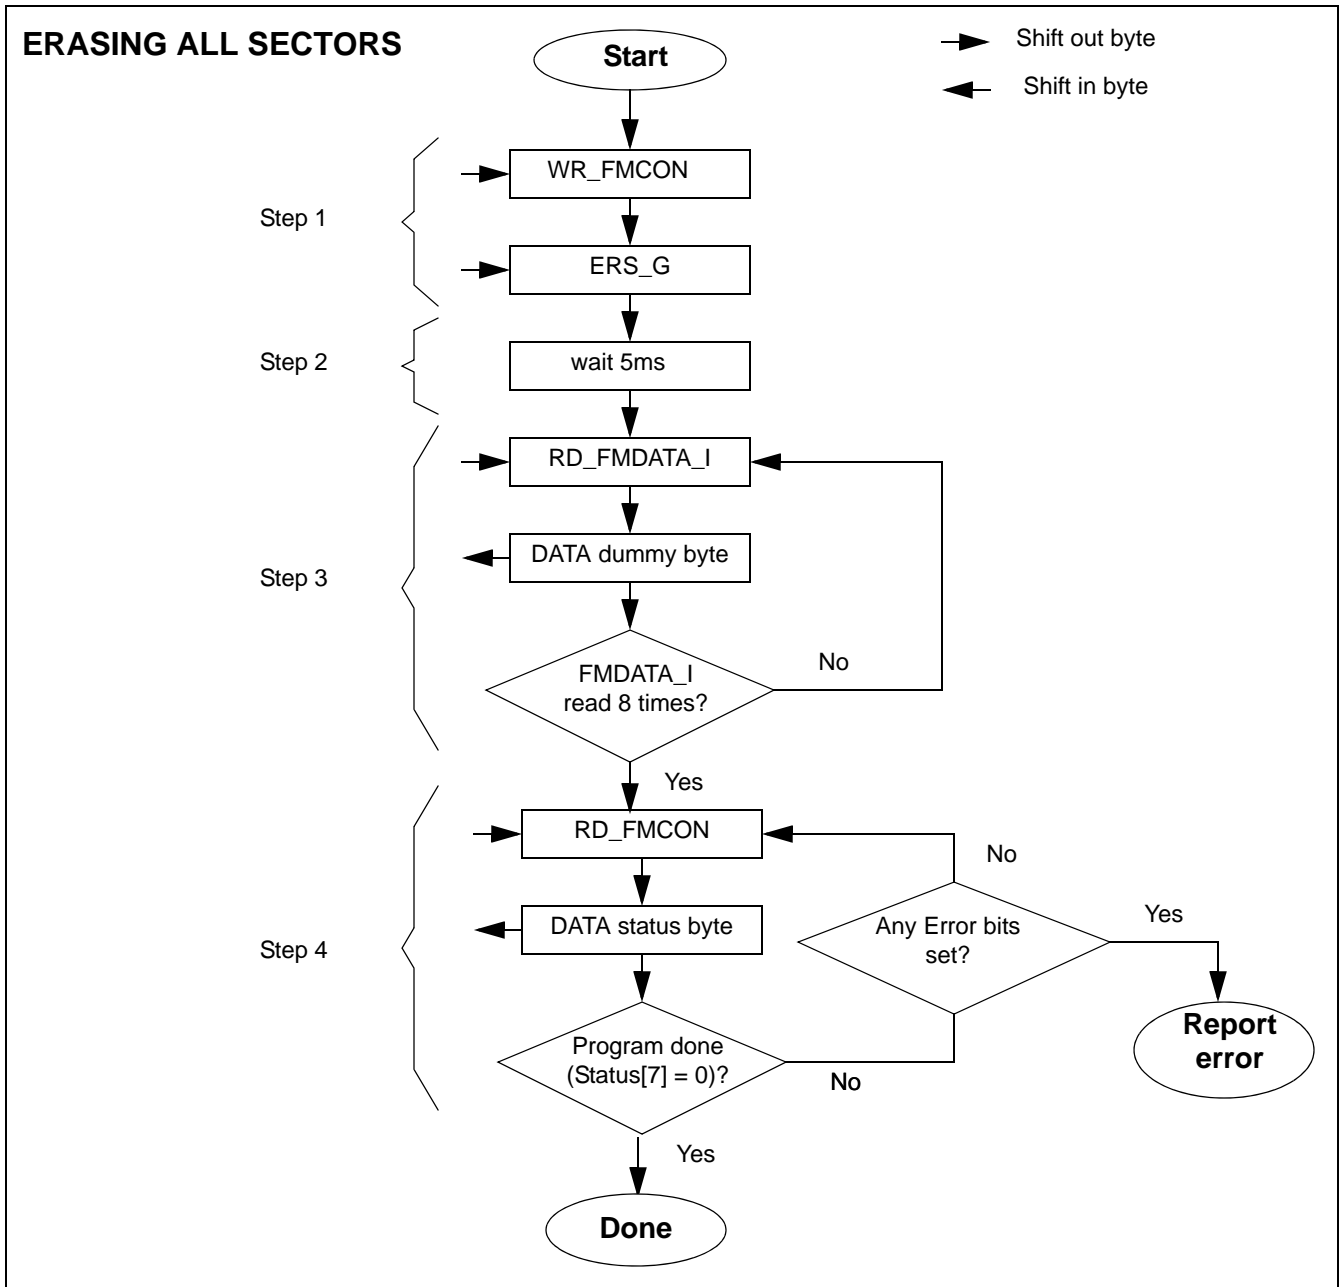 ERASING ALL SECTORS
Start
Shift out byte
Shift in byte
WR_FMCON
Step 1
ERS_G
Step 2
wait 5ms
RD_FMDATA_I
DATA dummy byte
Step 3
FMDATA_I
read 8 times?
No
Yes
RD_FMCON
No
DATA status byte
Any Error bits
set?
Yes
Step 4
Report
error
Program done
(Status[7] = 0)?
No
Yes
Done